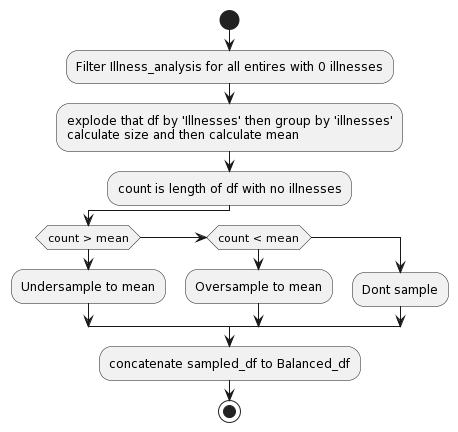 Filter Illness_analysis for all entires with 0 illnesses
explode that df by 'Illnesses' then group by 'illnesses'
calculate size and then calculate mean
count is length of df with no illnesses
count > mean
count < mean
Undersample to mean
Oversample to mean
Dont sample
concatenate sampled_df to Balanced_df